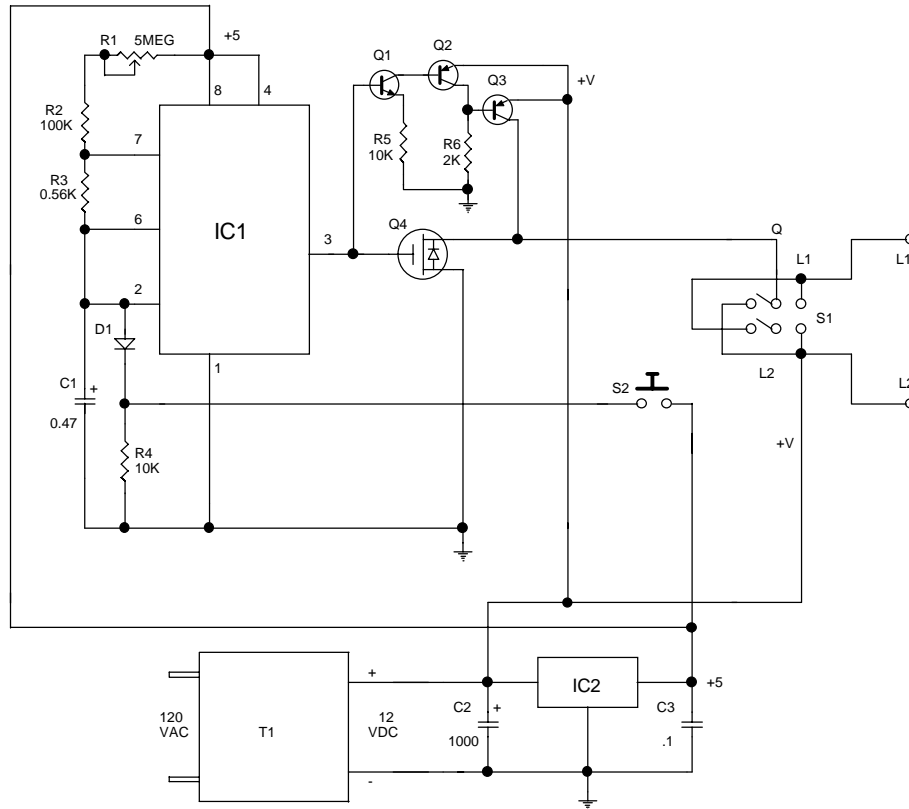 R1 5MEG
+5
Q1
Q2
Q3
+V
8
4
R2
100K
7
R3
0.56K
6
IC1
R5
10K
R6
2K
3
Q4
2
D1
1
C1
+
0.47
R4
10K
S2
Q
L1
L1
S1
L2
L2
+V
120
VAC
T1
+
12
VDC
-
C2
+
1000
IC2
+5
C3
.1